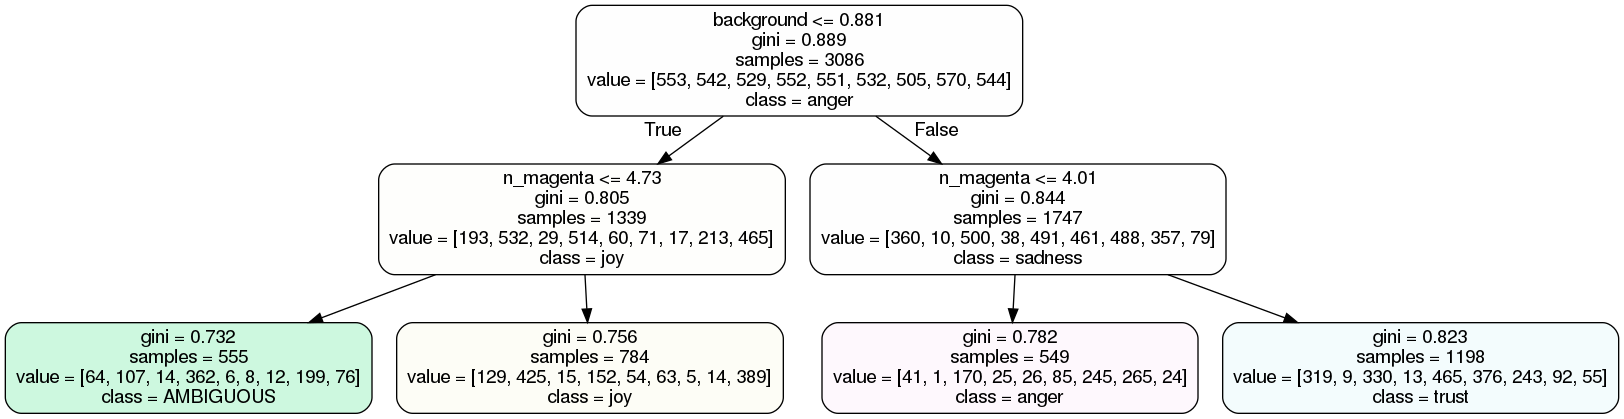 background <= 0.881
gini = 0.889
samples = 3086
value = [553, 542, 529, 552, 551, 532, 505, 570, 544]
class = anger
True
False
n_magenta <= 4.73
gini = 0.805
samples = 1339
value = [193, 532, 29, 514, 60, 71, 17, 213, 465]
class = joy
n_magenta <= 4.01
gini = 0.844
samples = 1747
value = [360, 10, 500, 38, 491, 461, 488, 357, 79]
class = sadness
gini = 0.732
samples = 555
value = [64, 107, 14, 362, 6, 8, 12, 199, 76]
class = AMBIGUOUS
gini = 0.756
samples = 784
value = [129, 425, 15, 152, 54, 63, 5, 14, 389]
class = joy
gini = 0.782
samples = 549
value = [41, 1, 170, 25, 26, 85, 245, 265, 24]
class = anger
gini = 0.823
samples = 1198
value = [319, 9, 330, 13, 465, 376, 243, 92, 55]
class = trust